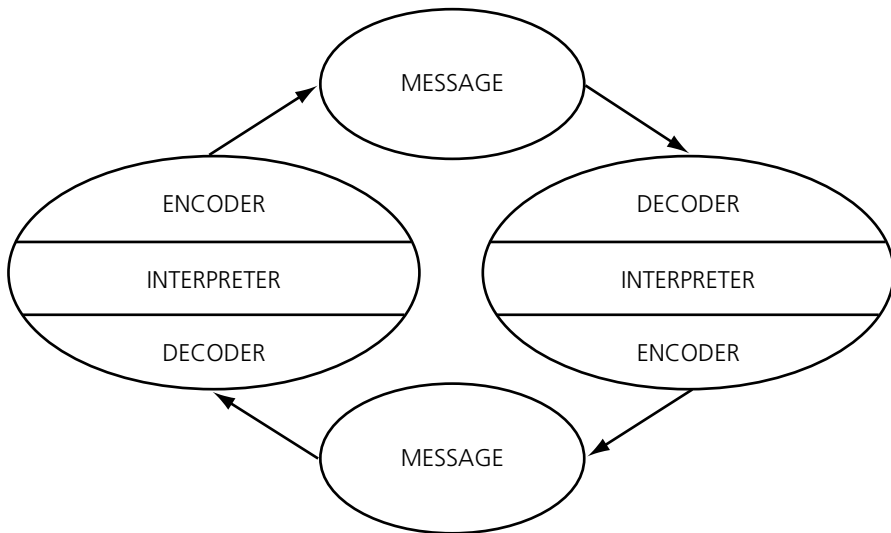 MESSAGE
ENCODER
INTERPRETER
DECODER
DECODER
INTERPRETER
ENCODER
MESSAGE